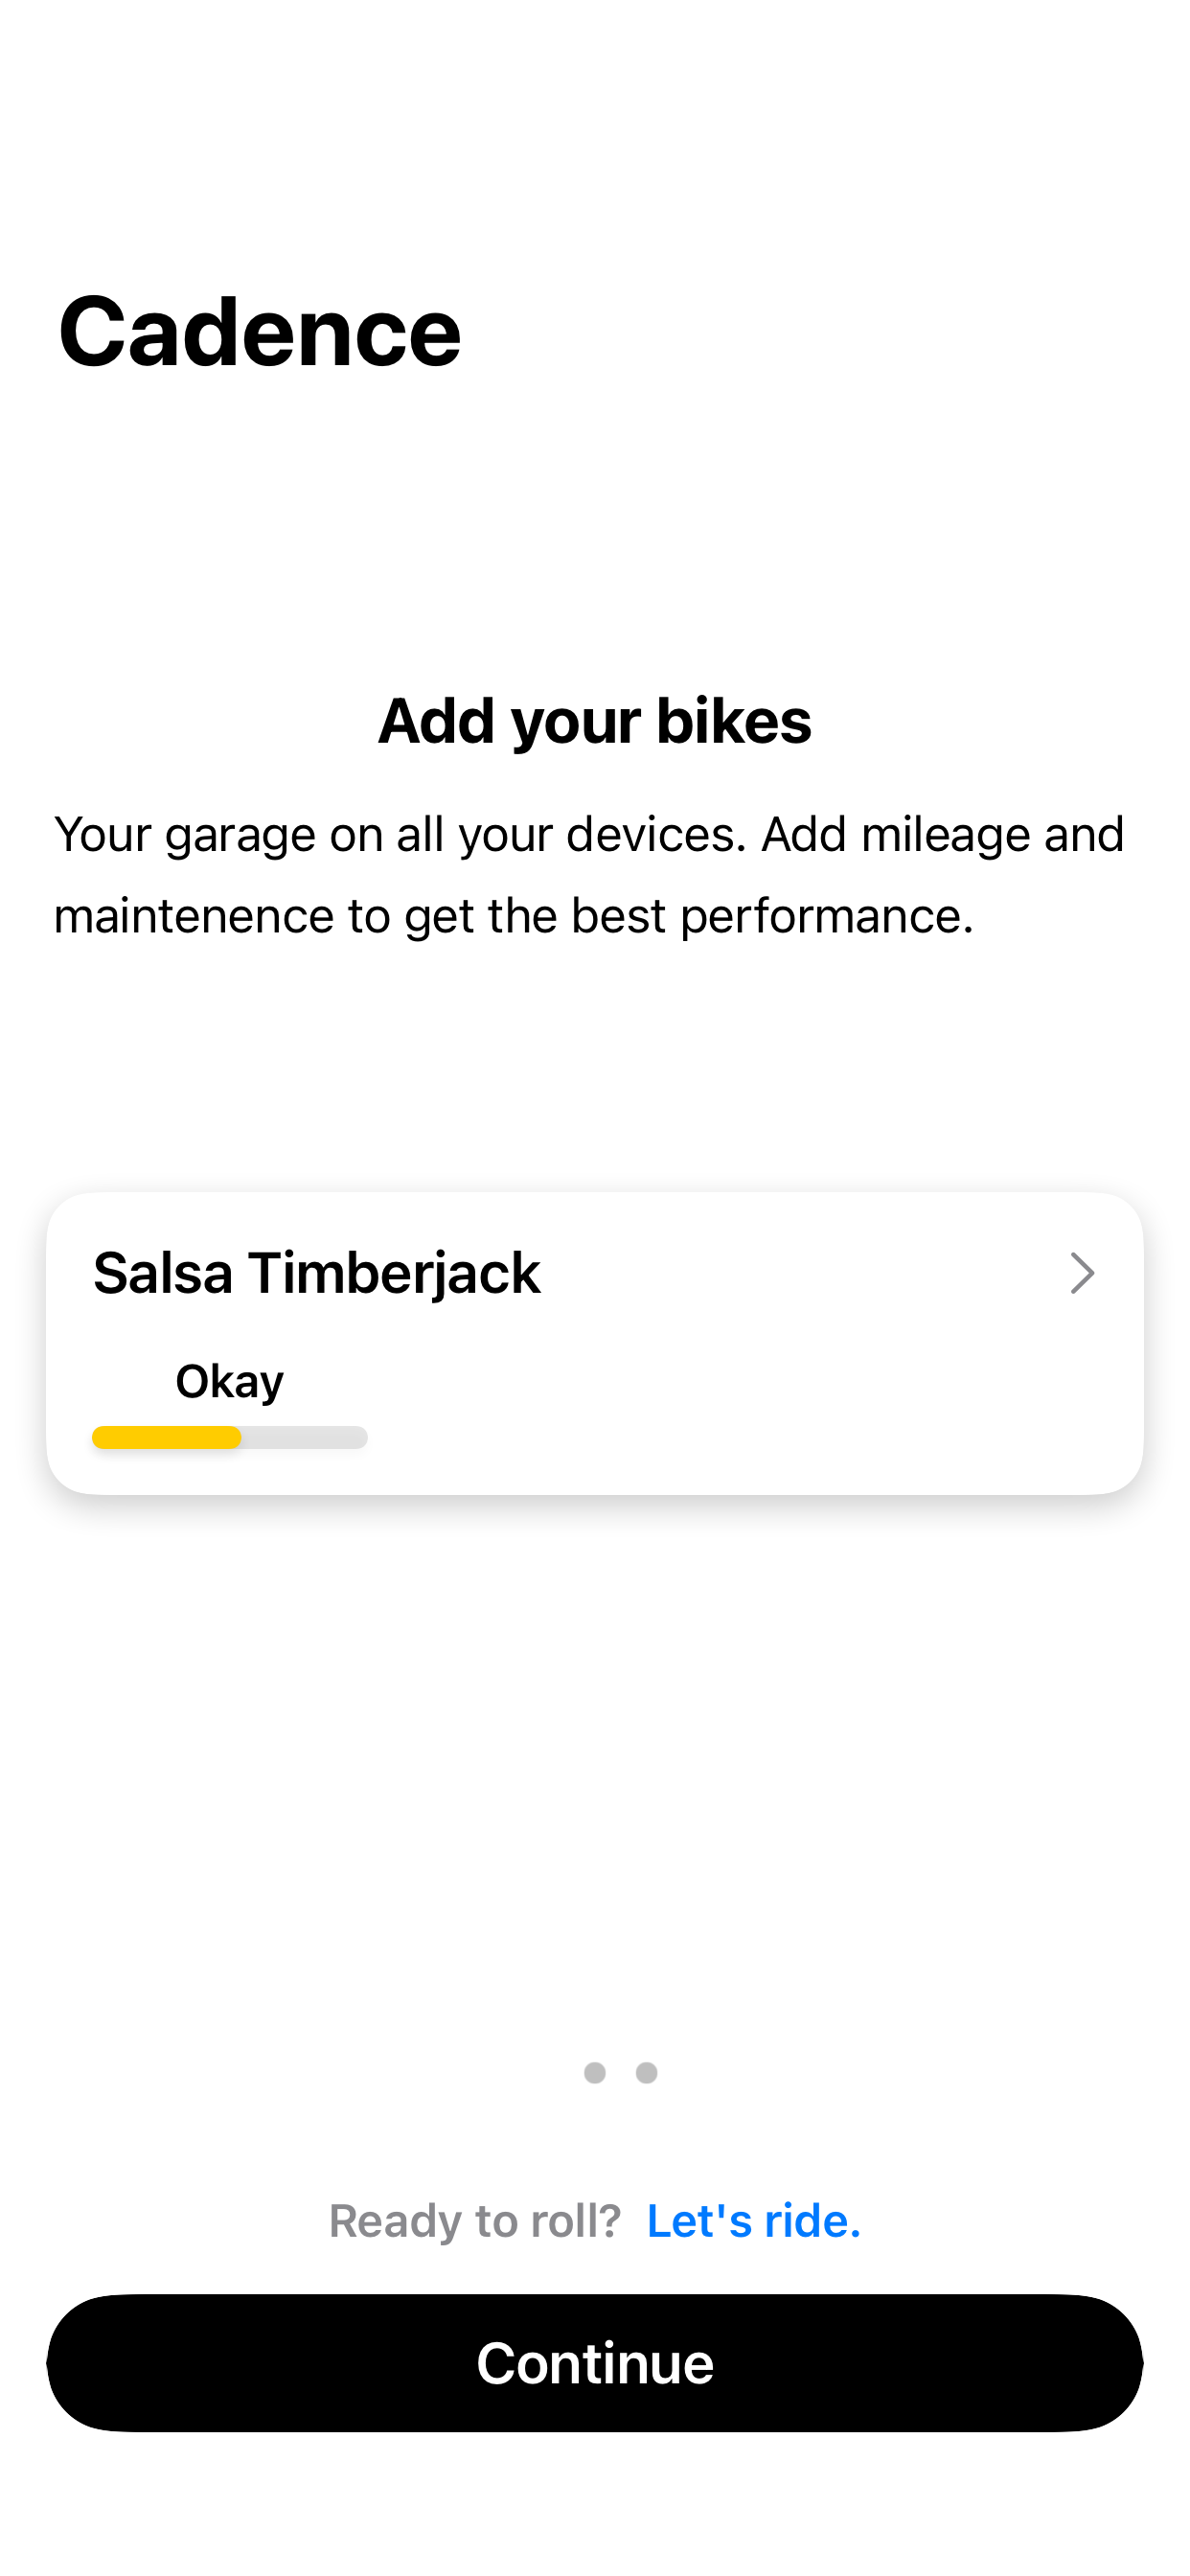 Cadence
Add your bikes
Your garage on all your devices. Add mileage and
maintenence to get the best performance.
Salsa Timberjack
Okay
Ready to roll? Let's ride.
Continue